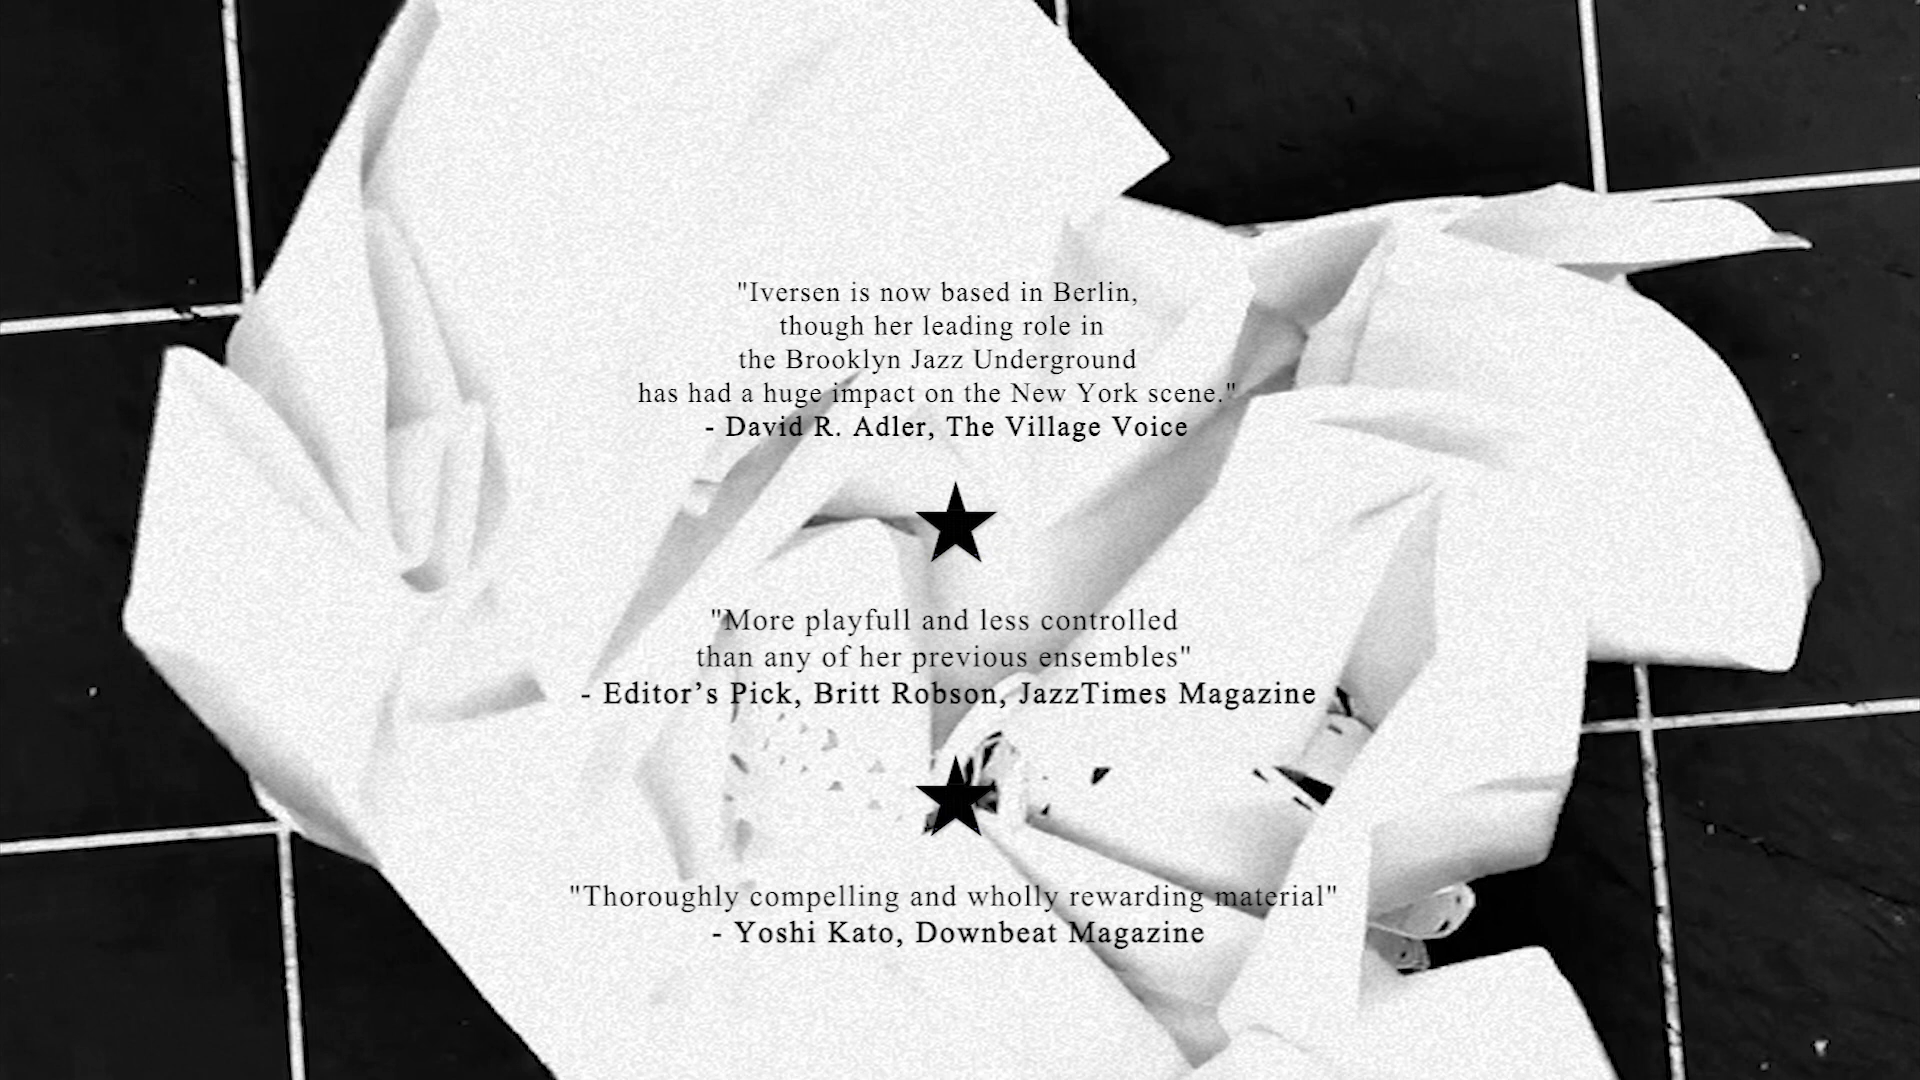 "Iversen is now based in Berlin,
though her leading role in
the Brooklyn Jazz Underground
has had a huge impact on the New York scene."
- David R. Adler, The Village Voice
"More playfull and less controlled
than any of her previous ensembles"
- Editor’s Pick, Britt Robson, JazzTimes Magazine
"Thoroughly compelling and wholly rewarding material"
- Yoshi Kato, Downbeat Magazine